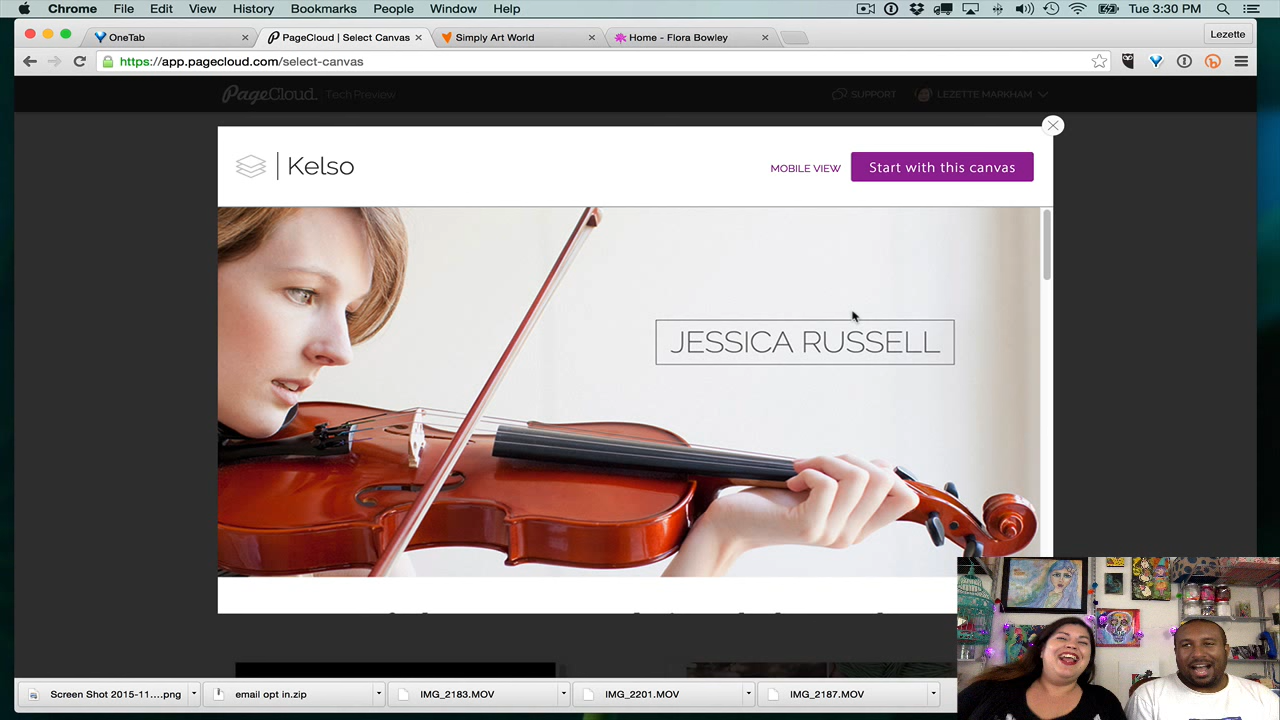 Chrome File Edit View History Bookmarks People Window Help Tue 3:30 PM
OneTab PageCloud | Select Canvas Simply Art World Home - Flora Bowley Lezette
https://app.pagecloud.com/select-canvas
PageCloud | Tech Preview SUPPORT LEZETTE MARKHAM
Kelso MOBILE VIEW Start with this canvas
JESSICA RUSSELL
Screen Shot 2015-11....png email opt in.zip IMG_2183.MOV IMG_2201.MOV IMG_2187.MOV